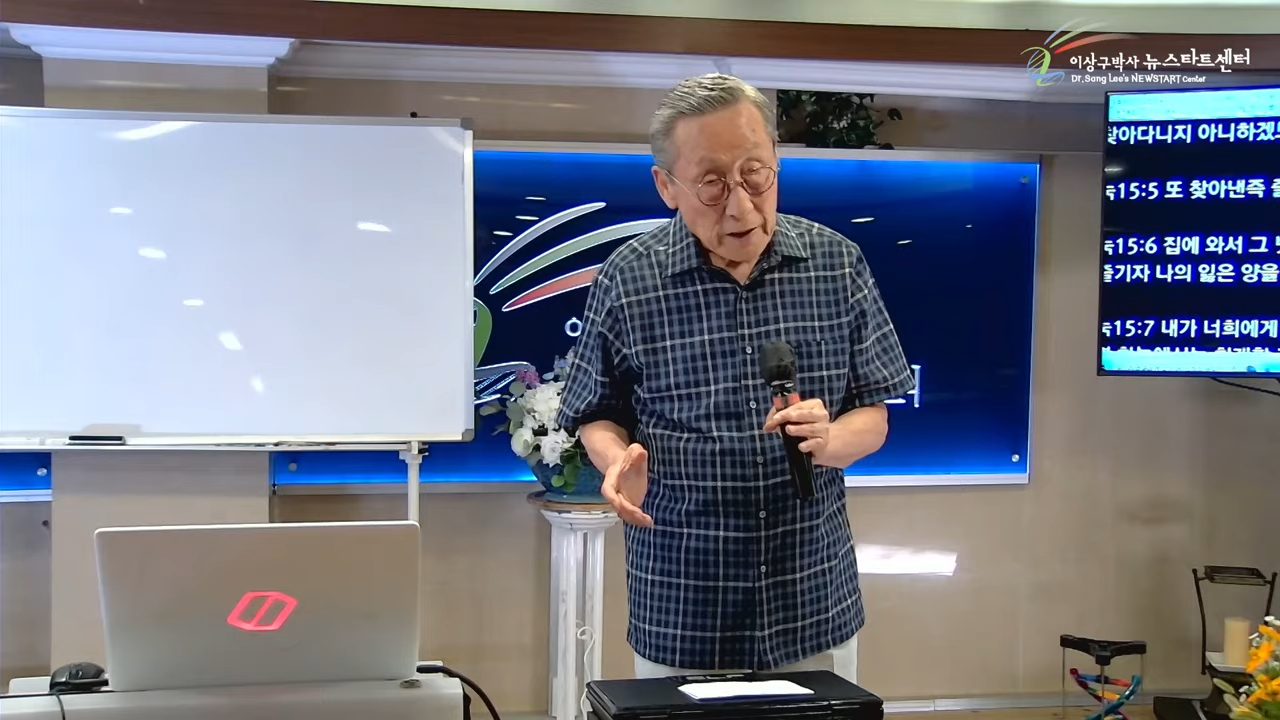 이상구박사 뉴스타트센터
Dr. Sang Lee's NEWSTART Center
찾아다니지 아니하겠
눅15:5 또 찾아낸즉
눅15:6 집에 와서 그
즐기자 나의 잃은 양을
눅15:7 내가 너희에게